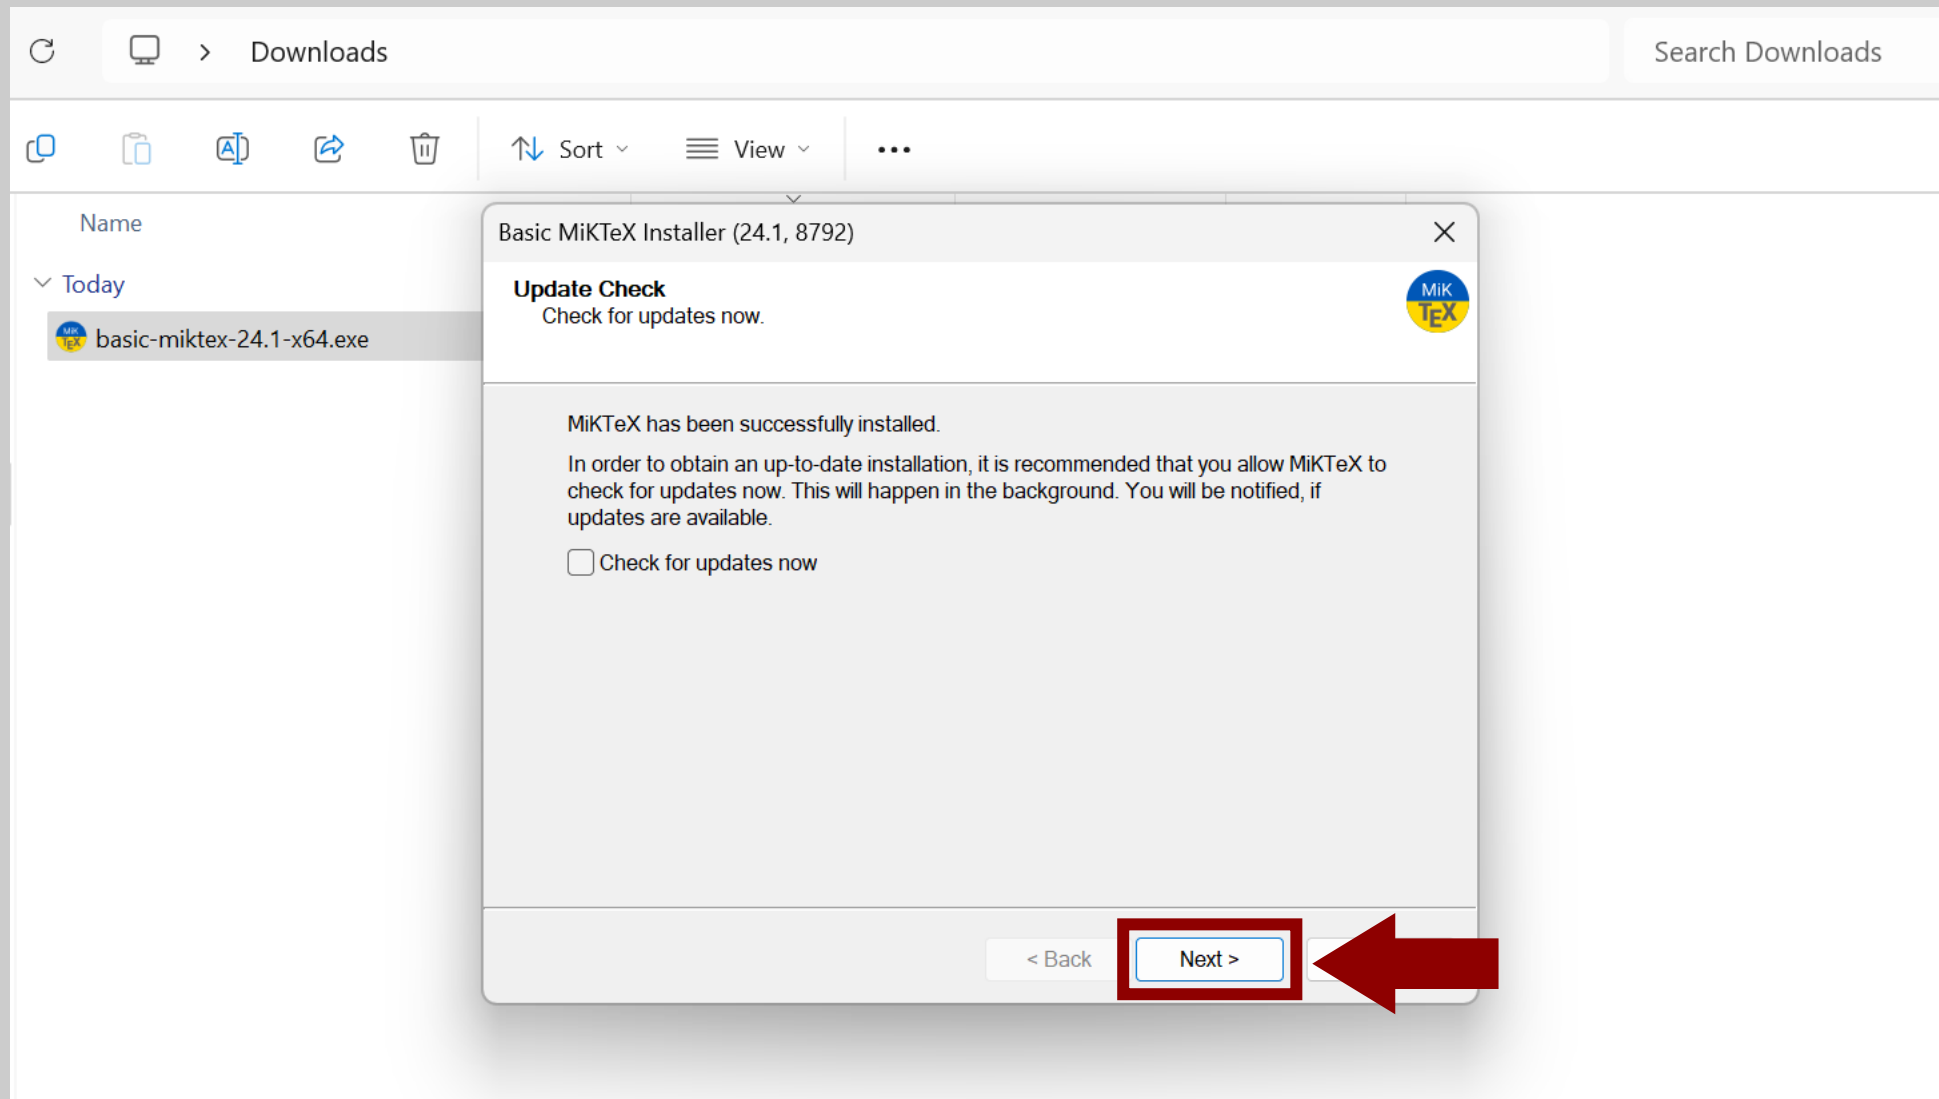 Downloads
Search Downloads
Sort
View
Name
Today
basic-miktex-24.1-x64.exe
Basic MiKTeX Installer (24.1, 8792)
Update Check
Check for updates now.
MiK
TEX
MiKTeX has been successfully installed.
In order to obtain an up-to-date installation, it is recommended that you allow MiKTeX to
check for updates now. This will happen in the background. You will be notified, if
updates are available.
Check for updates now
< Back
Next >